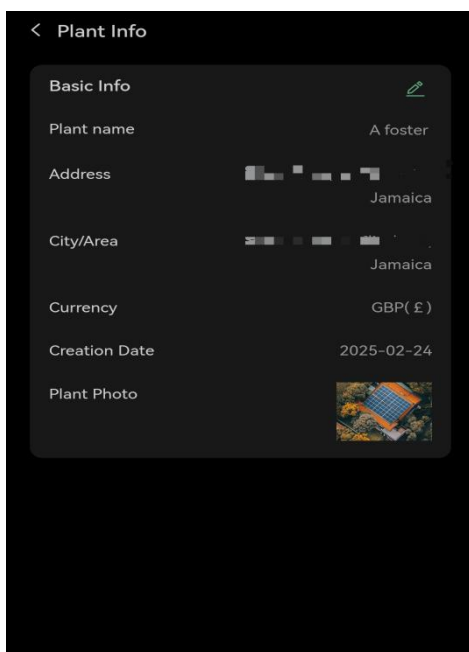 Plant Info
Basic Info
Plant name A foster
Address
Jamaica
City/Area
Jamaica
Currency GBP( £ )
Creation Date 2025-02-24
Plant Photo